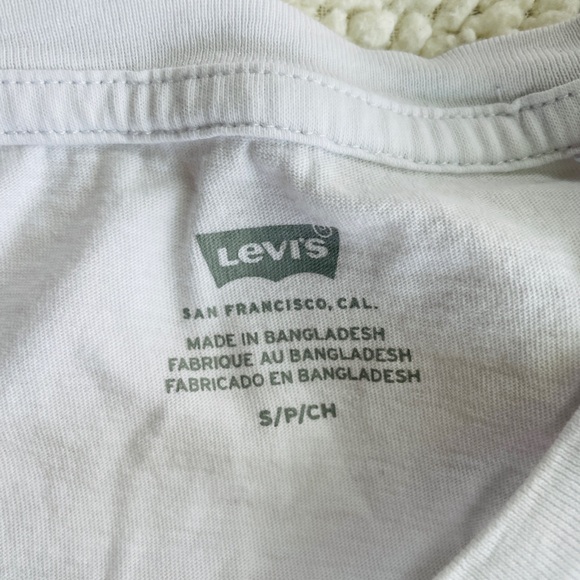 Levi's®
SAN FRANCISCO, CAL.
MADE IN BANGLADESH
FABRIQUE AU BANGLADESH
FABRICADO EN BANGLADESH
S/P/CH